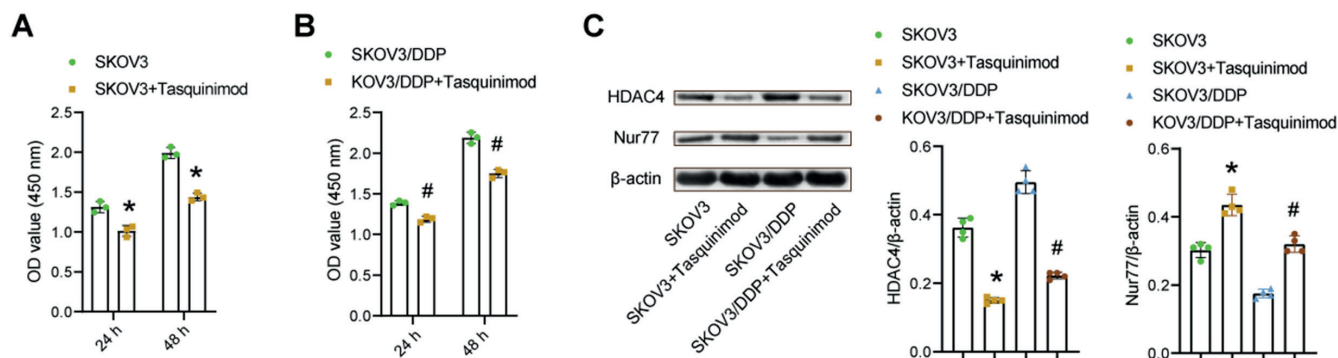 A
SKOV3
SKOV3+Tasquinimod
OD value (450 nm)
2.5
2.0
1.5
1.0
0.5
0.0
*
*
24 h
48 h
B
SKOV3/DDP
KOV3/DDP+Tasquinimod
OD value (450 nm)
2.5
2.0
1.5
1.0
0.5
0.0
#
#
24 h
48 h
C
HDAC4
Nur77
β-actin
SKOV3
SKOV3+Tasquinimod
SKOV3/DDP
SKOV3/DDP+Tasquinimod
SKOV3
SKOV3+Tasquinimod
SKOV3/DDP
KOV3/DDP+Tasquinimod
HDAC4/β-actin
0.6
0.4
0.2
0.0
*
#
SKOV3
SKOV3+Tasquinimod
SKOV3/DDP
KOV3/DDP+Tasquinimod
Nur77/β-actin
0.6
0.4
0.2
0.0
*
#